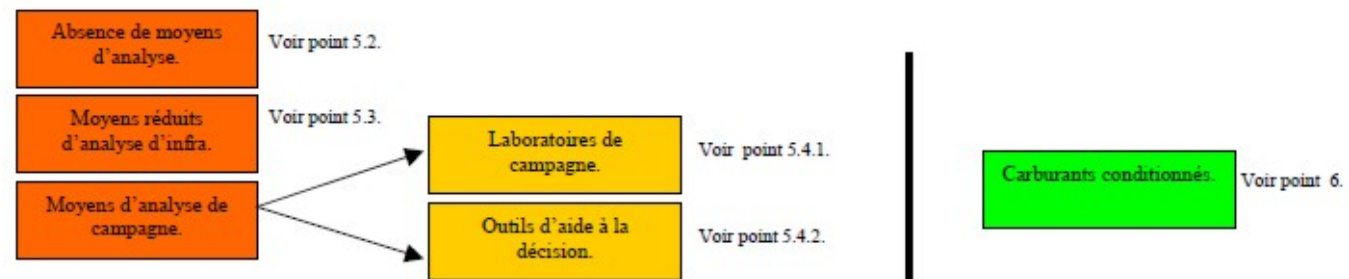 Absence de moyens
d'analyse.
Voir point 5.2.
Moyens réduits
d'analyse d'infra.
Voir point 5.3.
Moyens d'analyse de
campagne.
Laboratoires de
campagne.
Voir point 5.4.1.
Outils d'aide à la
décision.
Voir point 5.4.2.
Carburants conditionnés.
Voir point 6.